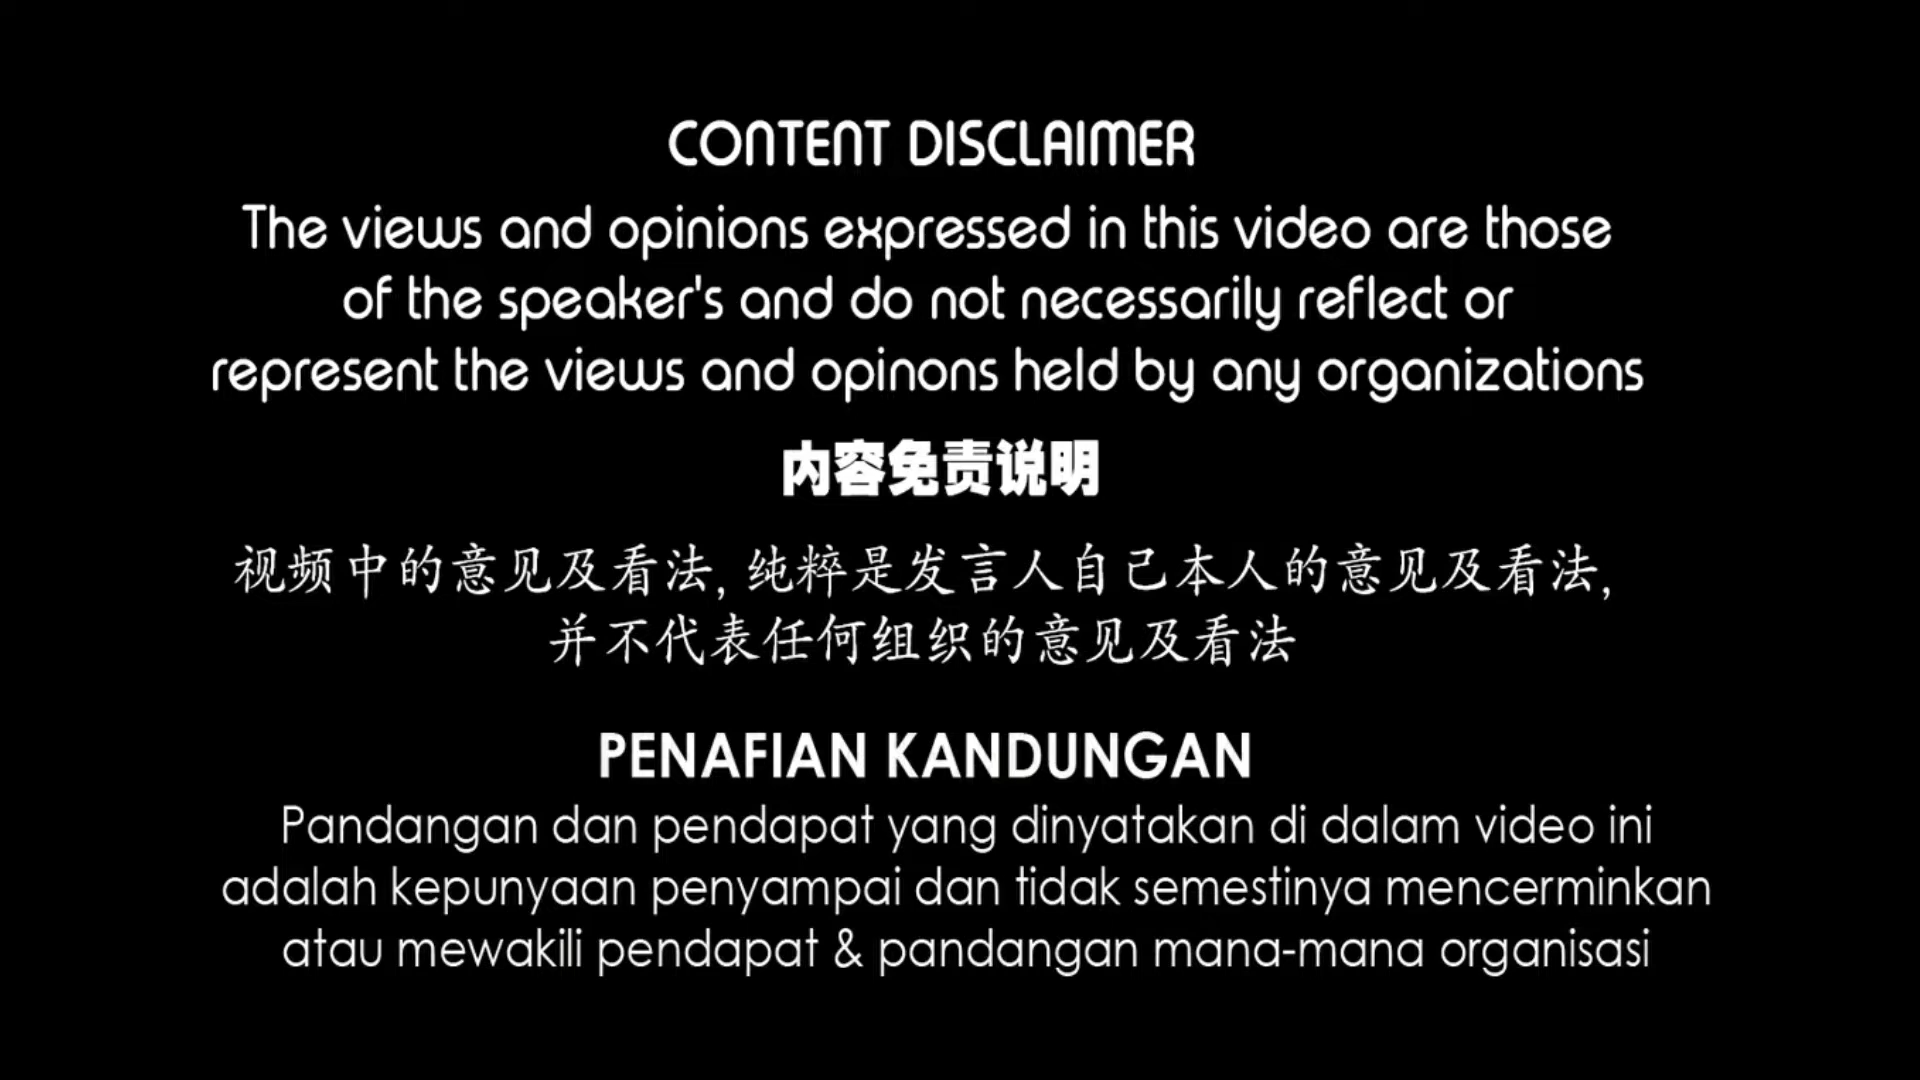 CONTENT DISCLAIMER
The views and opinions expressed in this video are those
of the speaker's and do not necessarily reflect or
represent the views and opinons held by any organizations
内容免责说明
视频中的意见及看法, 纯粹是发言人自己本人的意见及看法,
并不代表任何组织的意见及看法
PENAFIAN KANDUNGAN
Pandangan dan pendapat yang dinyatakan di dalam video ini
adalah kepunyaan penyampai dan tidak semestinya mencerminkan
atau mewakili pendapat & pandangan mana-mana organisasi